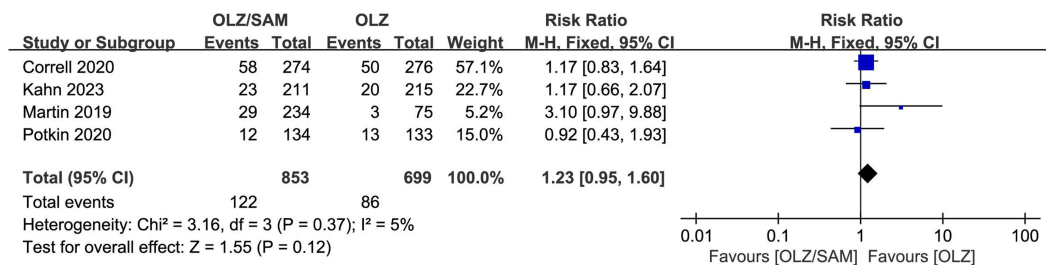 OLZ/SAM OLZ Risk Ratio Risk Ratio
Study or Subgroup Events Total Events Total Weight M-H, Fixed, 95% CI M-H, Fixed, 95% CI
Correll 2020 58 274 50 276 57.1% 1.17 [0.83, 1.64]
Kahn 2023 23 211 20 215 22.7% 1.17 [0.66, 2.07]
Martin 2019 29 234 3 75 5.2% 3.10 [0.97, 9.88]
Potkin 2020 12 134 13 133 15.0% 0.92 [0.43, 1.93]
Total (95% CI) 853 699 100.0% 1.23 [0.95, 1.60]
Total events 122 86
Heterogeneity: Chi² = 3.16, df = 3 (P = 0.37); I² = 5%
Test for overall effect: Z = 1.55 (P = 0.12)
0.01 0.1 1 10 100
Favours [OLZ/SAM] Favours [OLZ]